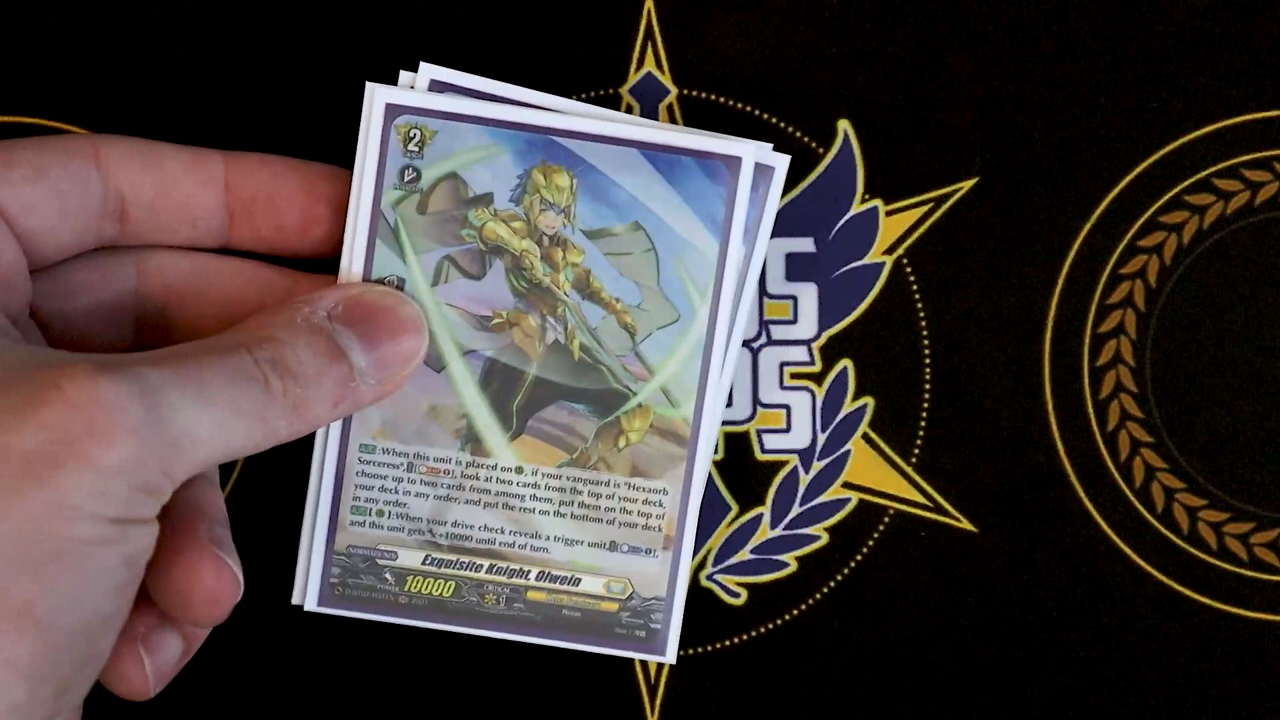 2
AUTO:When this unit is placed on , if your vanguard is "Hexaorb
Sorceress", [ 1], look at two cards from the top of your deck,
choose up to two cards from among them, put them on the top of
your deck in any order, and put the rest on the bottom of your deck
in any order.
AUTO[ ]:When your drive check reveals a trigger unit, [ 1],
and this unit gets +10000 until end of turn.
NORMAL UNIT
Exquisite Knight, Olwein
POWER 10000 CRITICAL 1
Human